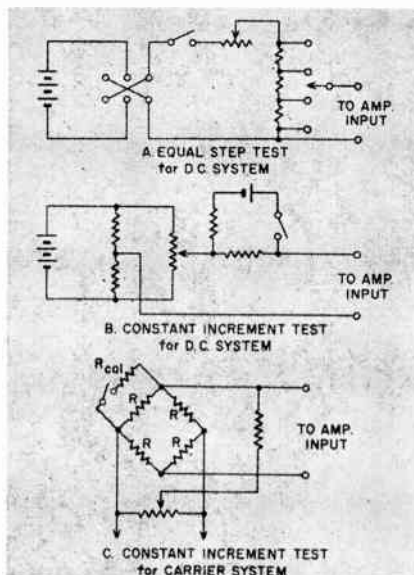 TO AMP.
INPUT
A. EQUAL STEP TEST
for D.C. SYSTEM
TO AMP.
INPUT
B. CONSTANT INCREMENT TEST
for D.C. SYSTEM
Rcal
R
R
R
R
TO AMP.
INPUT
C. CONSTANT INCREMENT TEST
for CARRIER SYSTEM